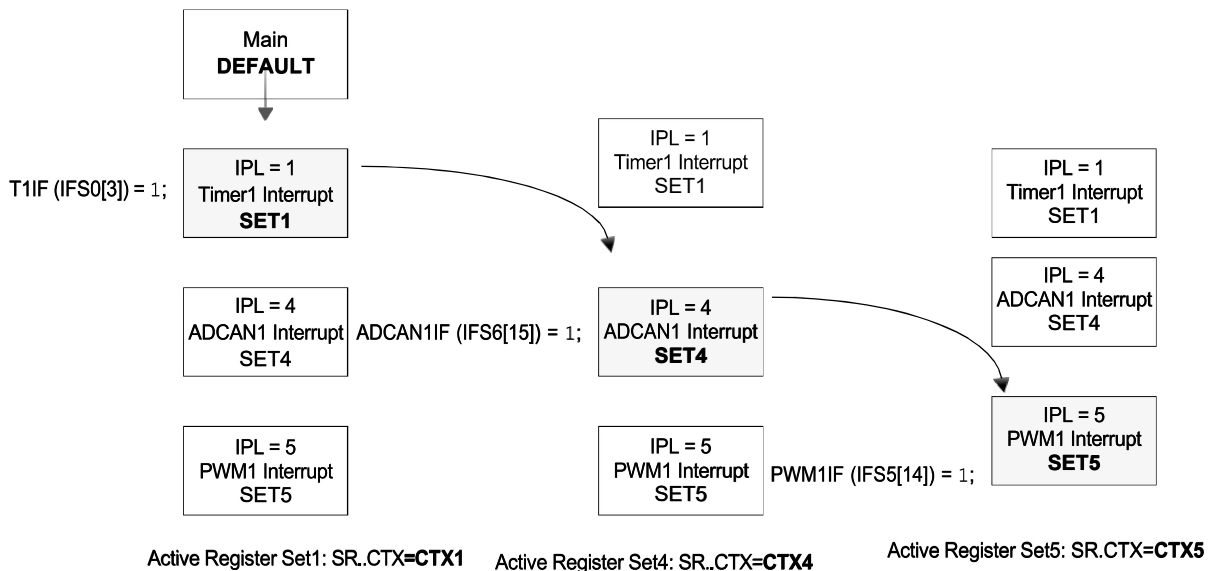 Main
DEFAULT
T1IF (IFS0[3]) = 1;
IPL = 1
Timer1 Interrupt
SET1
IPL = 4
ADCAN1 Interrupt
SET4
IPL = 5
PWM1 Interrupt
SET5
Active Register Set1: SR..CTX=CTX1
IPL = 1
Timer1 Interrupt
SET1
ADCAN1IF (IFS6[15]) = 1;
IPL = 4
ADCAN1 Interrupt
SET4
IPL = 5
PWM1 Interrupt
SET5
Active Register Set4: SR..CTX=CTX4
IPL = 1
Timer1 Interrupt
SET1
IPL = 4
ADCAN1 Interrupt
SET4
PWM1IF (IFS5[14]) = 1;
IPL = 5
PWM1 Interrupt
SET5
Active Register Set5: SR.CTX=CTX5